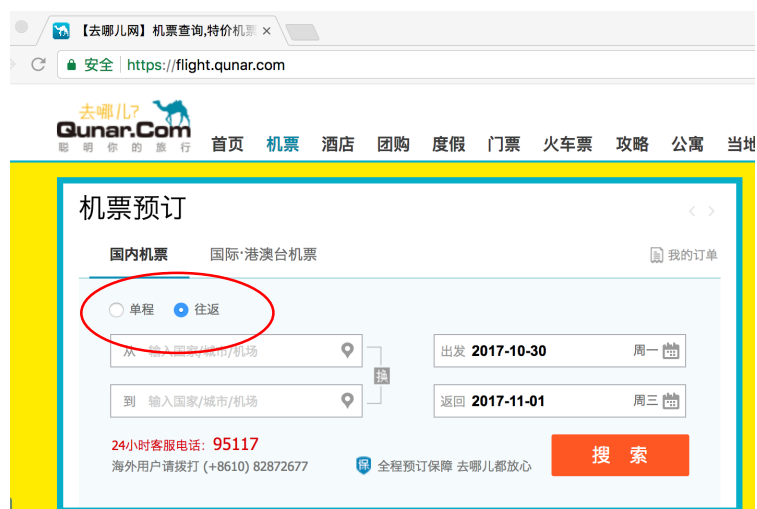 【去哪儿网】机票查询,特价机票
安全 https://flight.qunar.com
去哪儿?
Qunar.Com
聪明你的旅行
首页 机票 酒店 团购 度假 门票 火车票 攻略 公寓 当地
机票预订
国内机票 国际·港澳台机票 我的订单
单程 往返
从 输入国家/城市/机场 出发 2017-10-30 周一
换
到 输入国家/城市/机场 返回 2017-11-01 周三
24小时客服电话: 95117
海外用户请拨打 (+8610) 82872677 保 全程预订保障 去哪儿都放心
搜 索